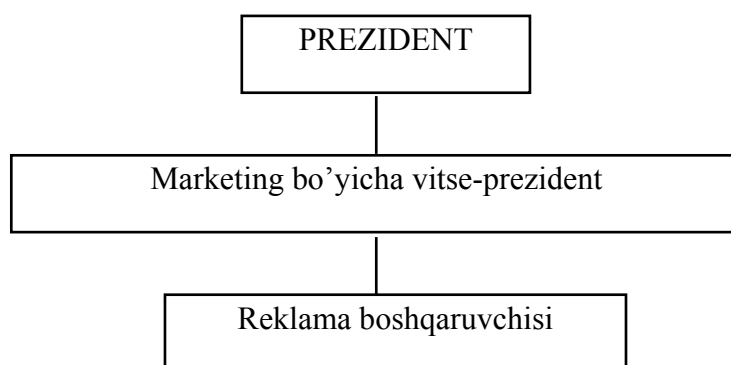 PREZIDENT
Marketing bo’yicha vitse-prezident
Reklama boshqaruvchisi